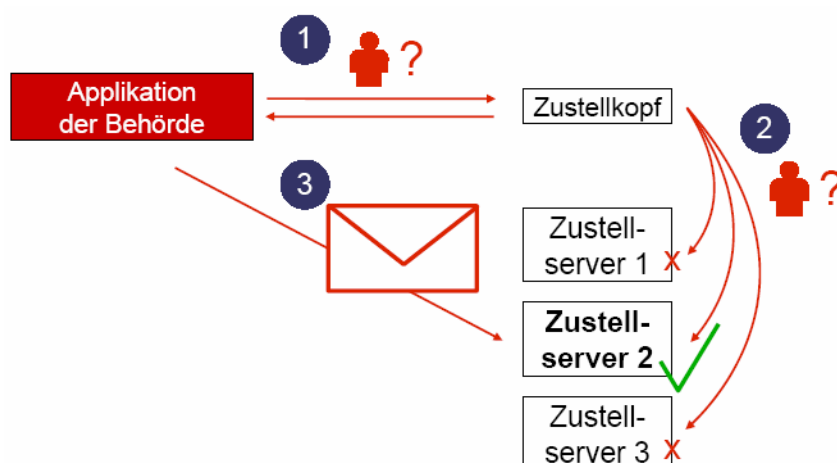 1
?
Applikation
der Behörde
Zustellkopf
2
?
3
Zustell-
server 1 x
Zustell-
server 2
Zustell-
server 3 x